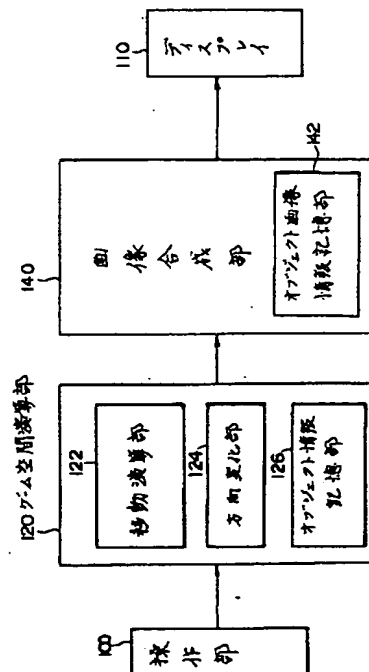 100
操作部
120 ゲーム空間演算部
122
移動演算部
124
方向変化部
126
オブジェクト情報
記憶部
140
画像合成部
142
オブジェクト画像
情報記憶部
110
ディスプレイ